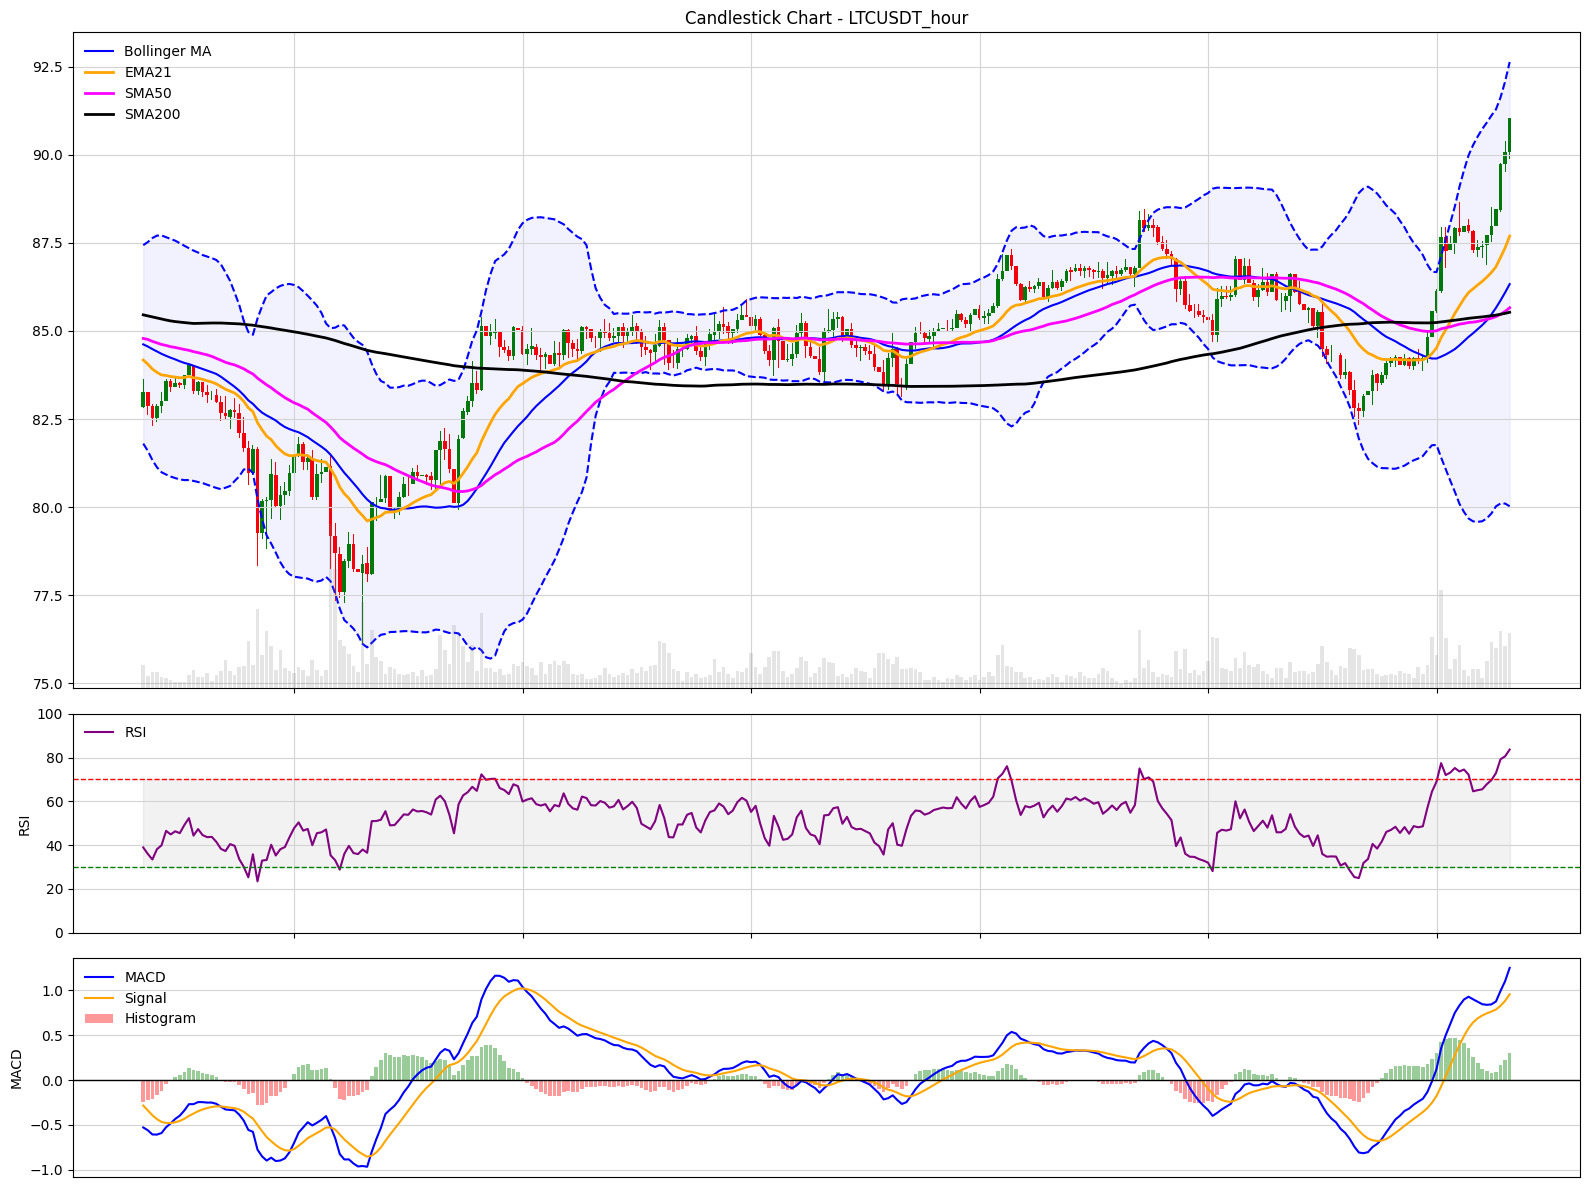 Candlestick Chart - LTCUSDT_hour
Bollinger MA
EMA21
SMA50
SMA200
92.5
90.0
87.5
85.0
82.5
80.0
77.5
75.0
RSI
100
80
60
40
20
0
RSI
MACD
Signal
Histogram
1.0
0.5
0.0
−0.5
−1.0
MACD